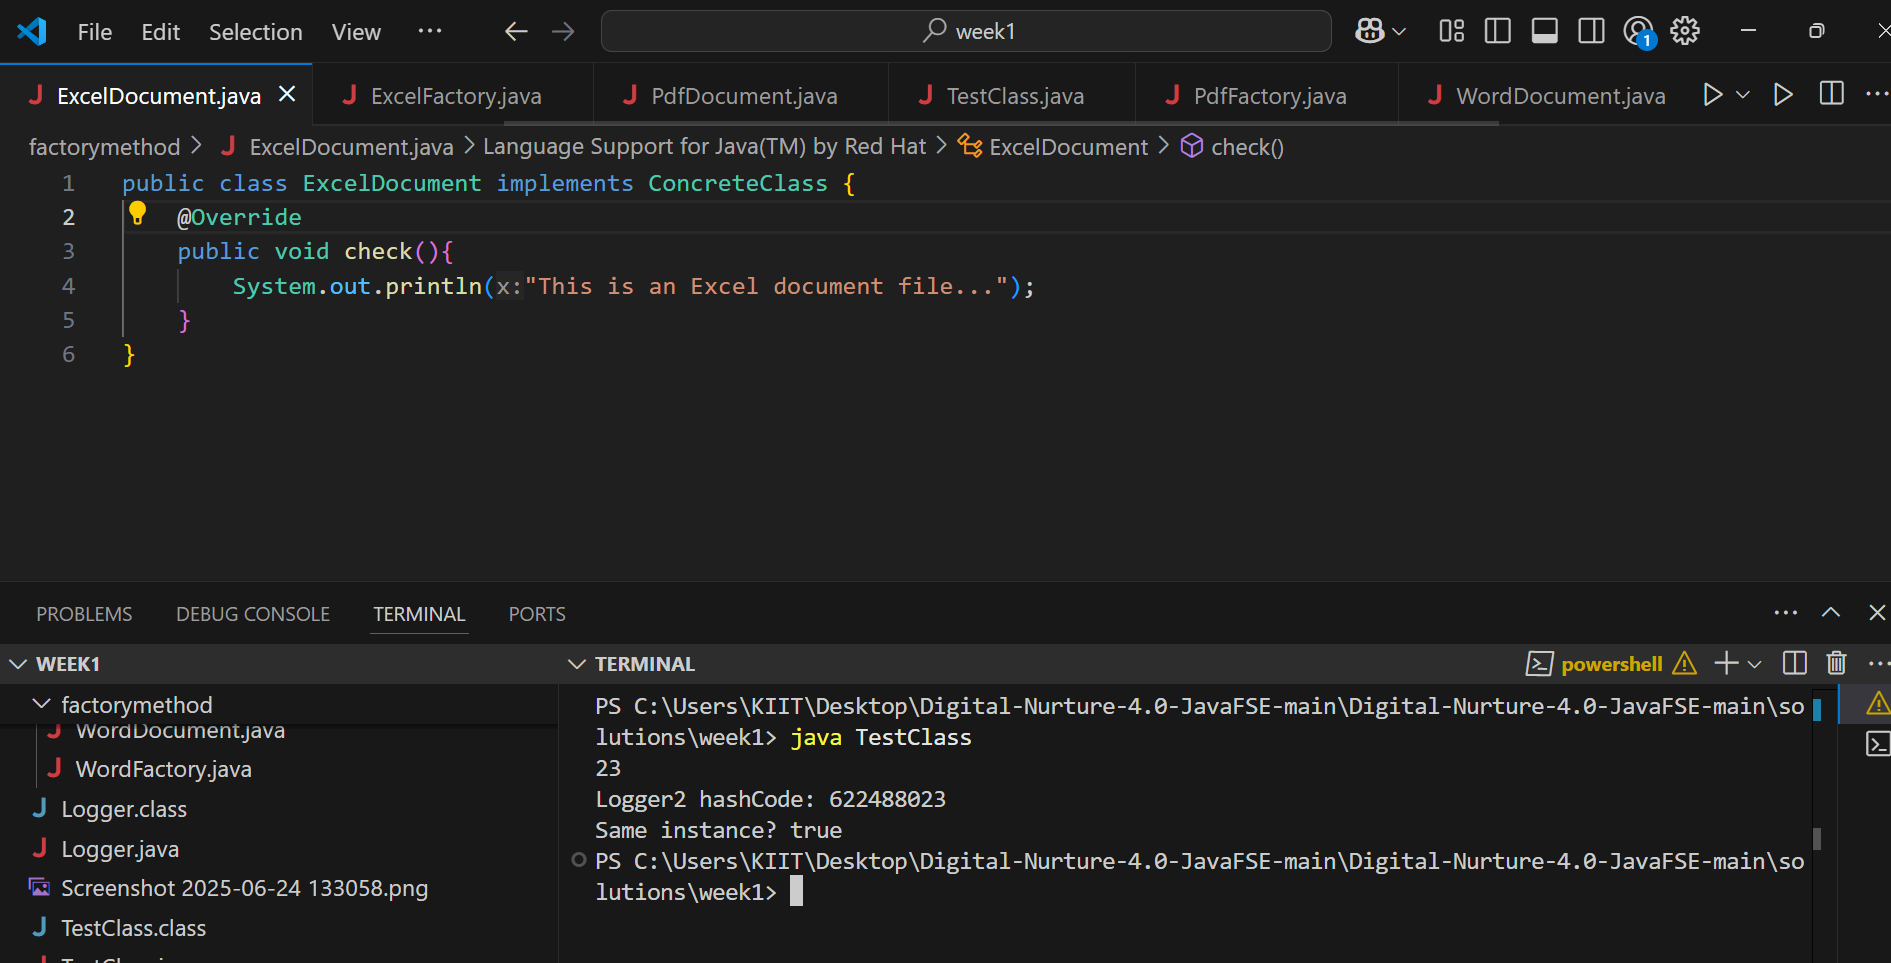 File Edit Selection View ··· week1 1
ExcelDocument.java ExcelFactory.java PdfDocument.java TestClass.java PdfFactory.java WordDocument.java
factorymethod > ExcelDocument.java > Language Support for Java(TM) by Red Hat > ExcelDocument > check()
1 public class ExcelDocument implements ConcreteClass {
2 @Override
3 public void check(){
4 System.out.println(x:"This is an Excel document file...");
5 }
6 }
PROBLEMS DEBUG CONSOLE TERMINAL PORTS
WEEK1
factorymethod
WordDocument.java
WordFactory.java
Logger.class
Logger.java
Screenshot 2025-06-24 133058.png
TestClass.class
TERMINAL powershell
PS C:\Users\KIIT\Desktop\Digital-Nurture-4.0-JavaFSE-main\Digital-Nurture-4.0-JavaFSE-main\so
lutions\week1> java TestClass
23
Logger2 hashCode: 622488023
Same instance? true
PS C:\Users\KIIT\Desktop\Digital-Nurture-4.0-JavaFSE-main\Digital-Nurture-4.0-JavaFSE-main\so
lutions\week1>